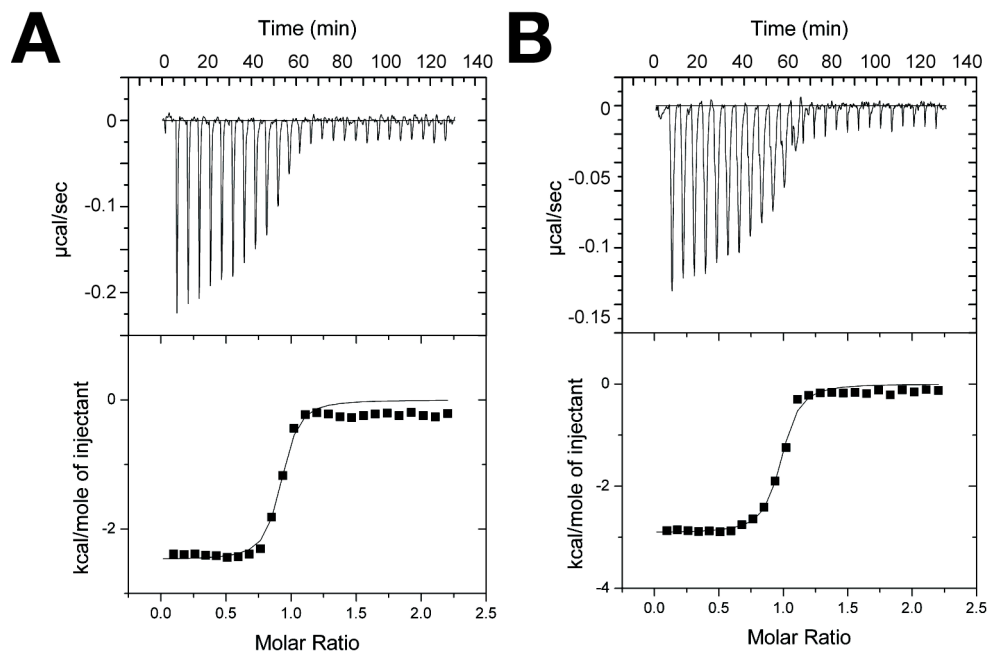 A
Time (min)
0 20 40 60 80 100 120 140
0
-0.1
-0.2
µcal/sec
0
-2
kcal/mole of injectant
0.0 0.5 1.0 1.5 2.0 2.5
Molar Ratio
B
Time (min)
0 20 40 60 80 100 120 140
0
-0.05
-0.1
-0.15
µcal/sec
0
-2
-4
kcal/mole of injectant
0.0 0.5 1.0 1.5 2.0 2.5
Molar Ratio